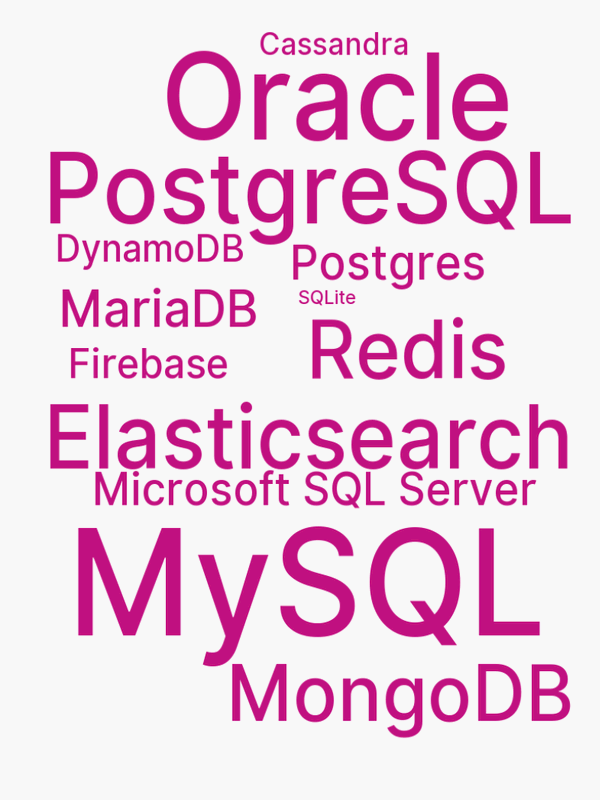 Cassandra
Oracle
PostgreSQL
DynamoDB
Postgres
SQLite
MariaDB
Redis
Firebase
Elasticsearch
Microsoft SQL Server
MySQL
MongoDB